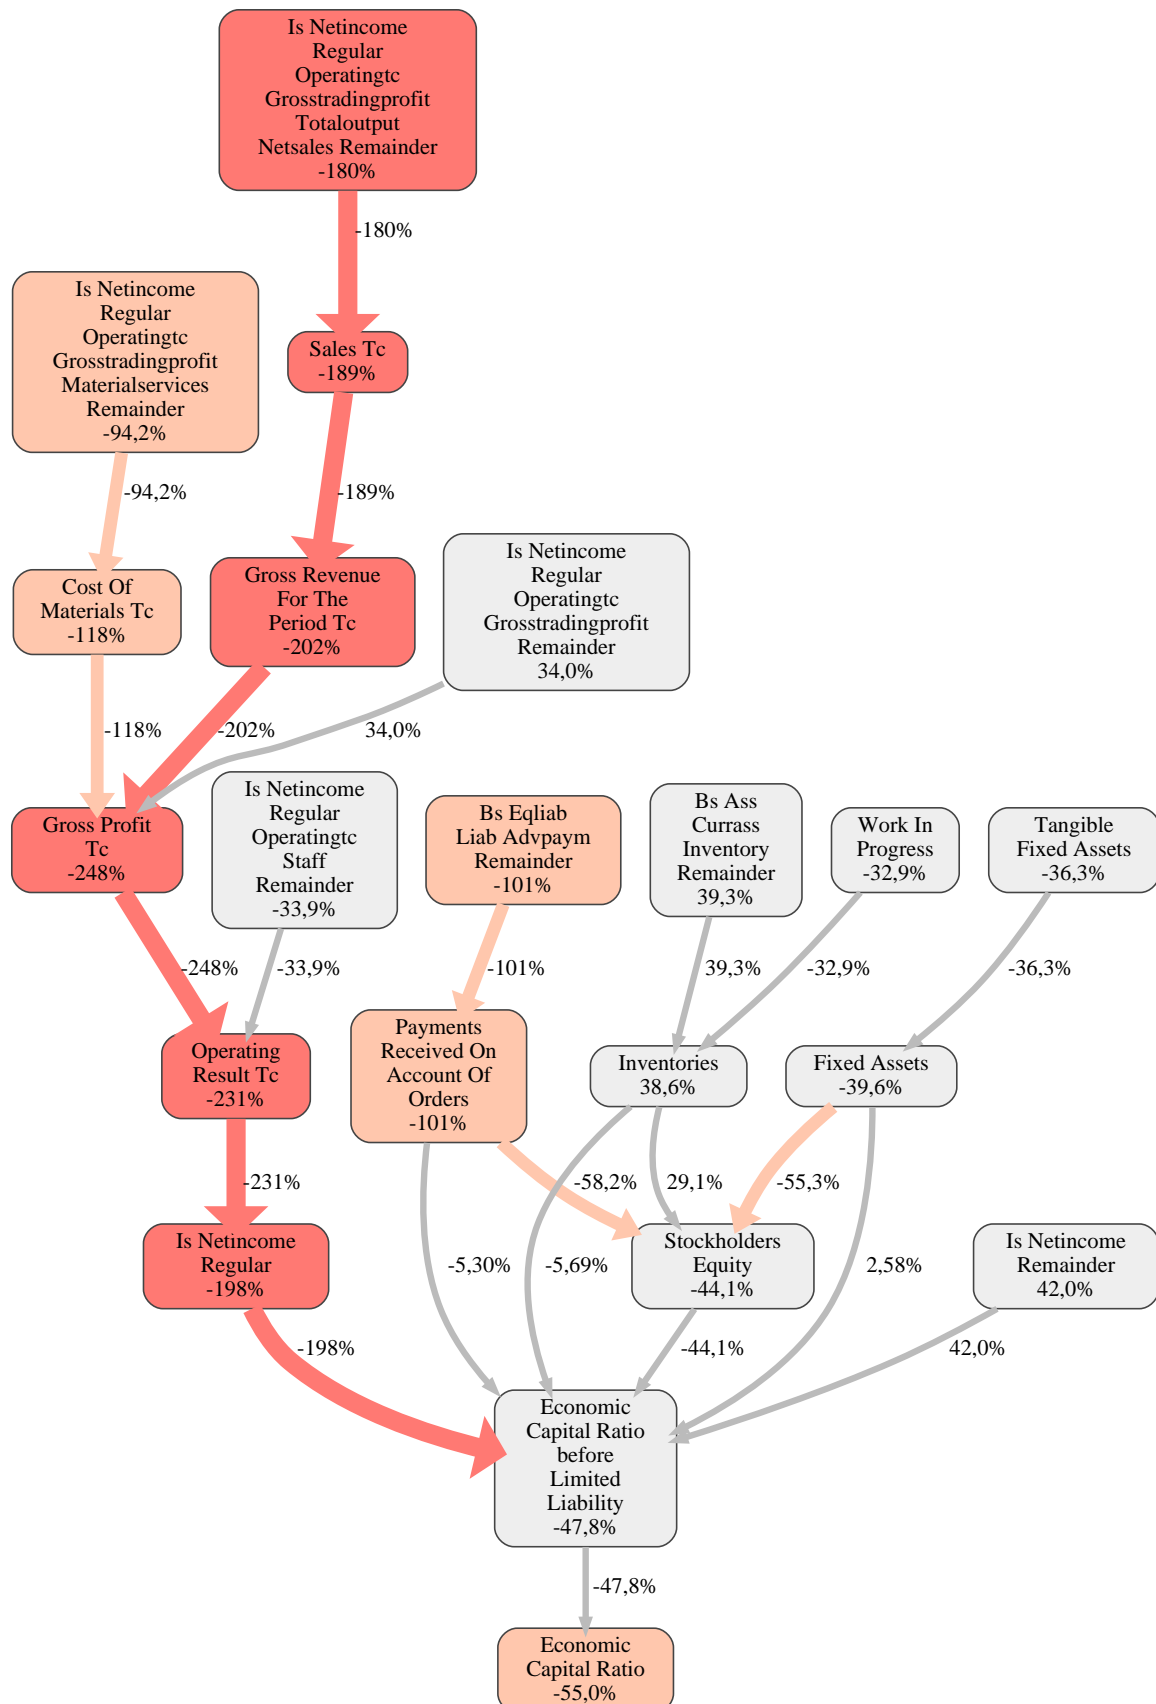 Is Netincome
Regular
Operatingtc
Grosstradingprofit
Totaloutput
Netsales Remainder
-180%
-180%
Is Netincome
Regular
Operatingtc
Grosstradingprofit
Materialservices
Remainder
-94,2%
Sales Tc
-189%
-94,2%
-189%
Cost Of
Materials Tc
-118%
Gross Revenue
For The
Period Tc
-202%
Is Netincome
Regular
Operatingtc
Grosstradingprofit
Remainder
34,0%
-118%
-202%
34,0%
Gross Profit
Tc
-248%
Is Netincome
Regular
Operatingtc
Staff
Remainder
-33,9%
Bs Eqliab
Liab Advpaym
Remainder
-101%
Bs Ass
Currass
Inventory
Remainder
39,3%
Work In
Progress
-32,9%
Tangible
Fixed Assets
-36,3%
-248%
-33,9%
-101%
39,3%
-32,9%
-36,3%
Operating
Result Tc
-231%
Payments
Received On
Account Of
Orders
-101%
Inventories
38,6%
Fixed Assets
-39,6%
-231%
-58,2%
29,1%
-55,3%
Is Netincome
Regular
-198%
-5,30%
-5,69%
Stockholders
Equity
-44,1%
2,58%
Is Netincome
Remainder
42,0%
-198%
-44,1%
42,0%
Economic
Capital Ratio
before
Limited
Liability
-47,8%
-47,8%
Economic
Capital Ratio
-55,0%